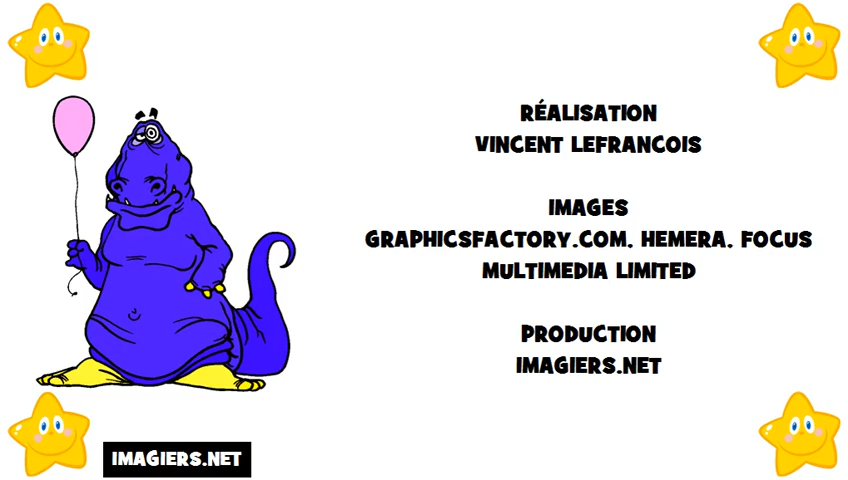 RÉALISATION
VINCENT LEFRANCOIS
IMAGES
GRAPHICSFACTORY.COM, HEMERA, FOCUS
MULTIMEDIA LIMITED
PRODUCTION
IMAGIERS.NET
IMAGIERS.NET